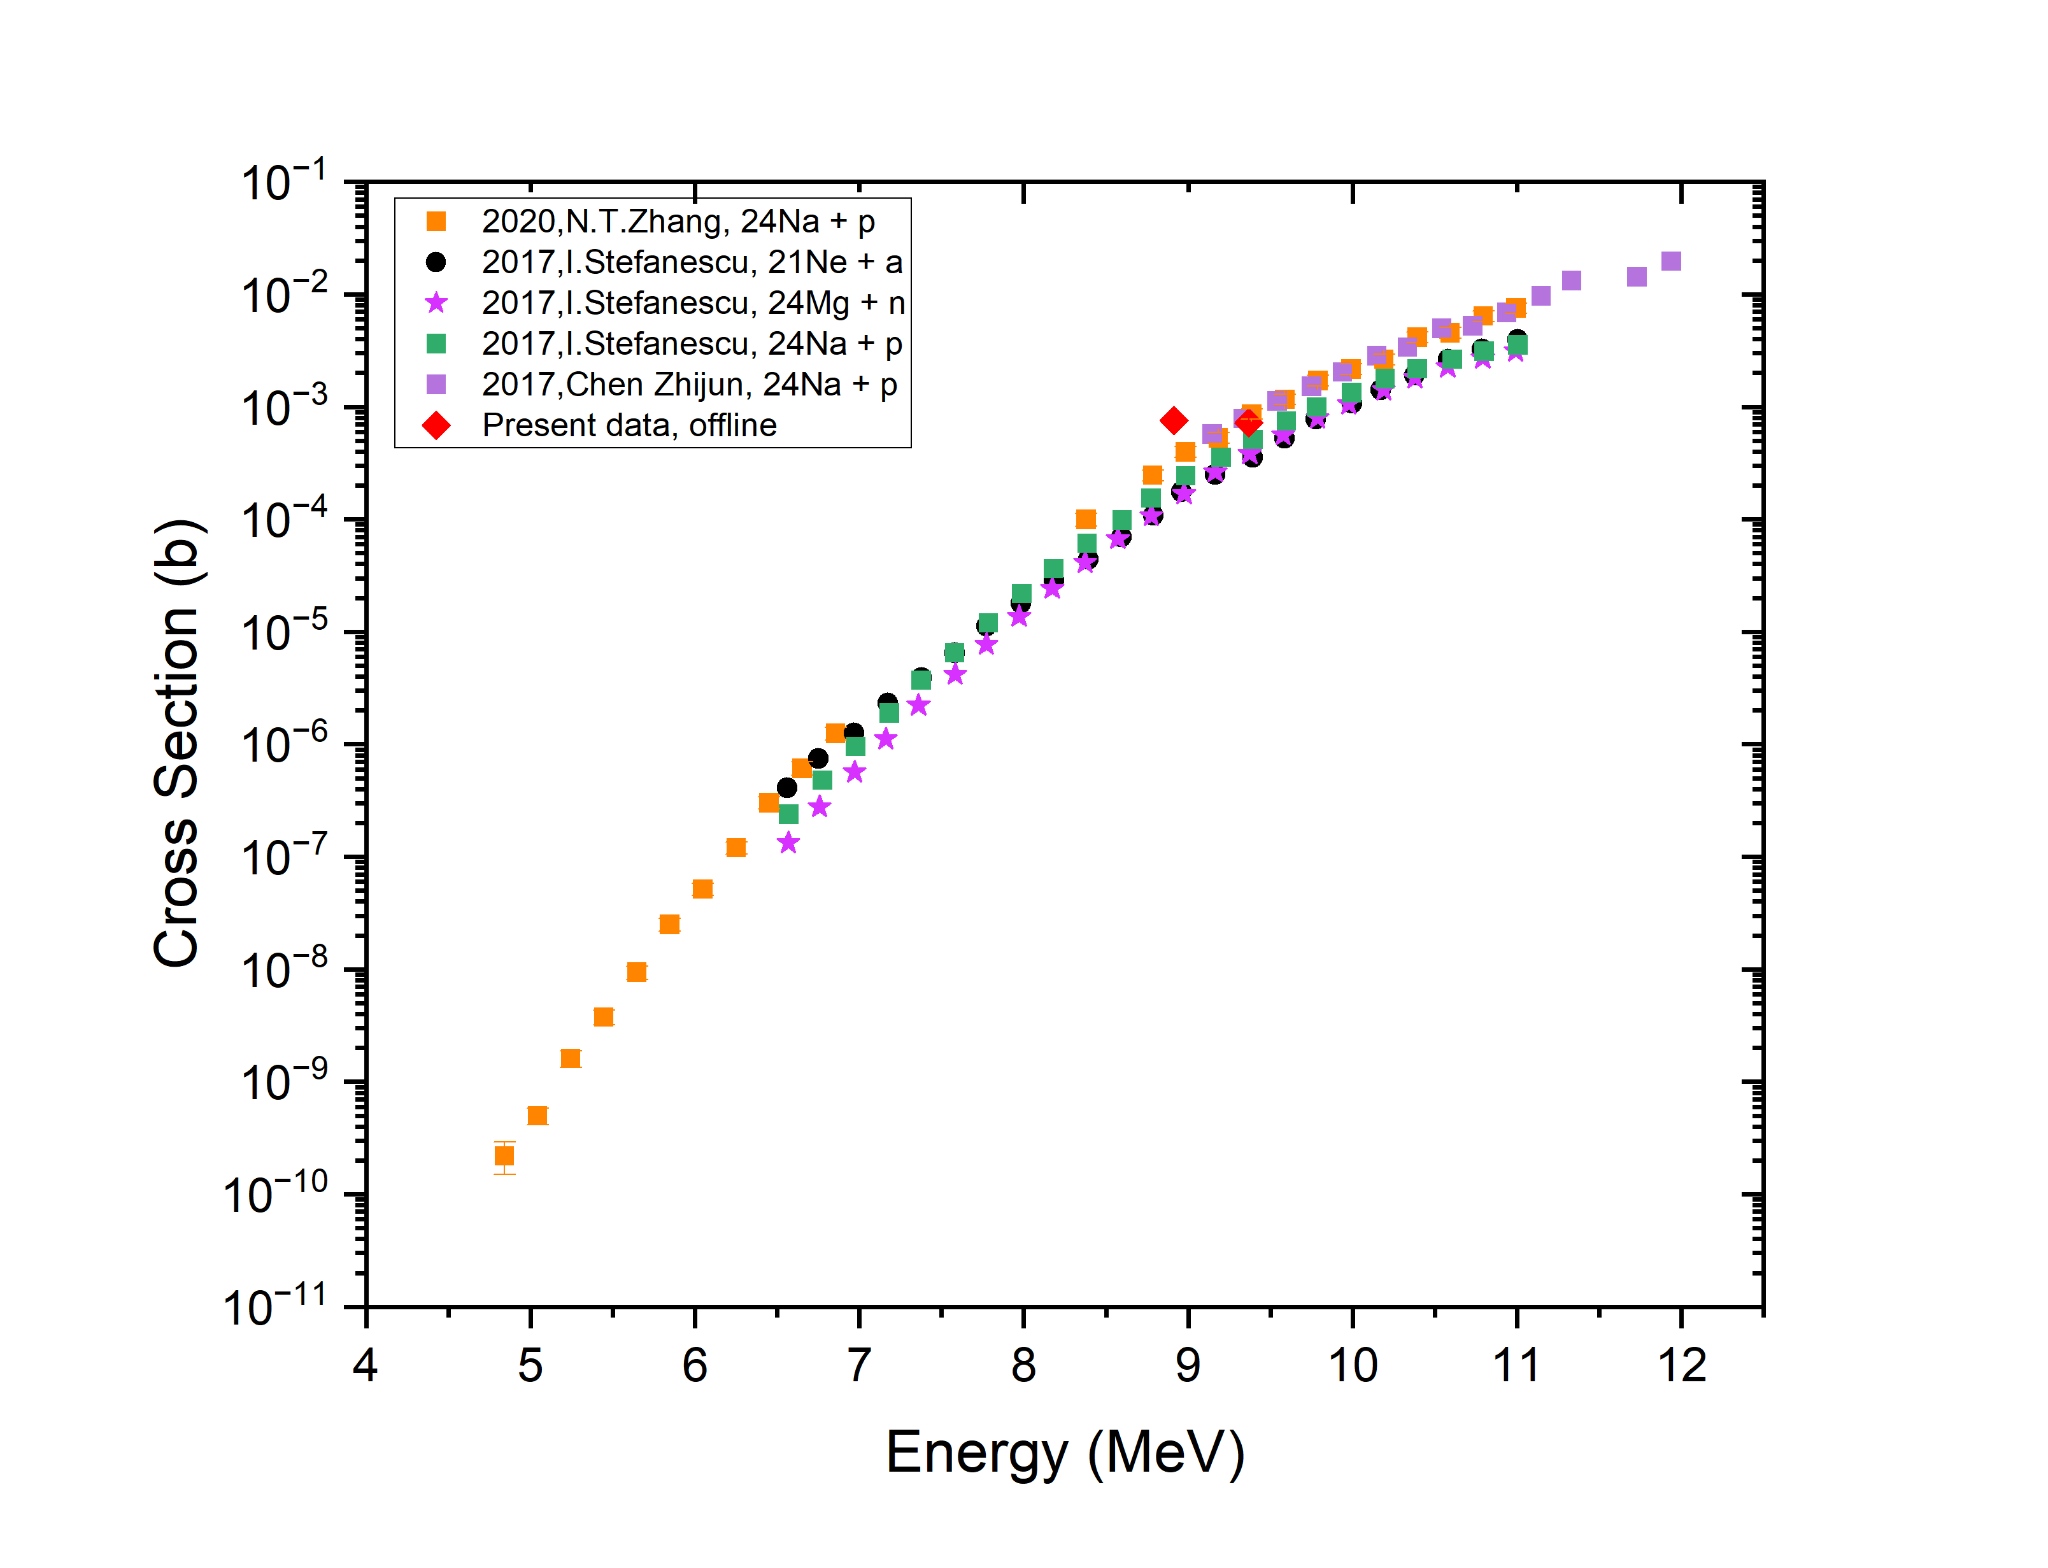 10⁻¹
10⁻²
10⁻³
10⁻⁴
10⁻⁵
10⁻⁶
10⁻⁷
10⁻⁸
10⁻⁹
10⁻¹⁰
10⁻¹¹
Cross Section (b)
2020,N.T.Zhang, 24Na + p
2017,I.Stefanescu, 21Ne + a
2017,I.Stefanescu, 24Mg + n
2017,I.Stefanescu, 24Na + p
2017,Chen Zhijun, 24Na + p
Present data, offline
4 5 6 7 8 9 10 11 12
Energy (MeV)